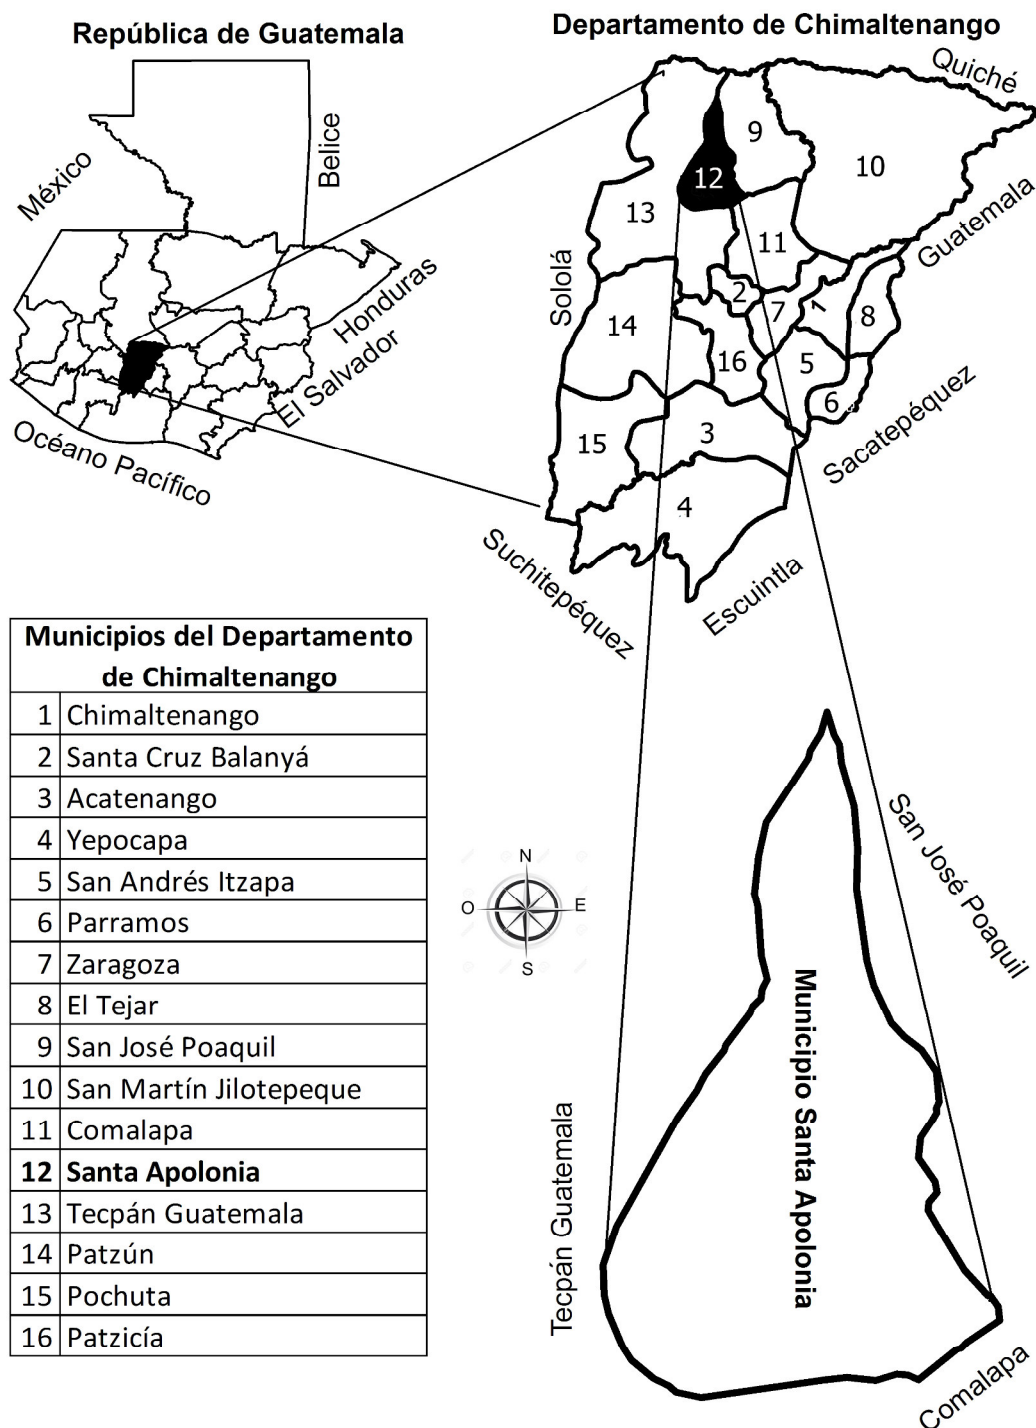 República de Guatemala
Departamento de Chimaltenango
México
Belice
Honduras
El Salvador
Océano Pacífico
Quiché
Guatemala
Sololá
Sacatepéquez
Suchitepéquez
Escuintla
9
10
12
13
11
2
7
1
8
14
16
5
6
15
3
4
Municipios del Departamento
de Chimaltenango
1 Chimaltenango
2 Santa Cruz Balanyá
3 Acatenango
4 Yepocapa
5 San Andrés Itzapa
6 Parramos
7 Zaragoza
8 El Tejar
9 San José Poaquil
10 San Martín Jilotepeque
11 Comalapa
12 Santa Apolonia
13 Tecpán Guatemala
14 Patzún
15 Pochuta
16 Patzicía
N
O
E
S
San José Poaquil
Municipio Santa Apolonia
Tecpán Guatemala
Comalapa